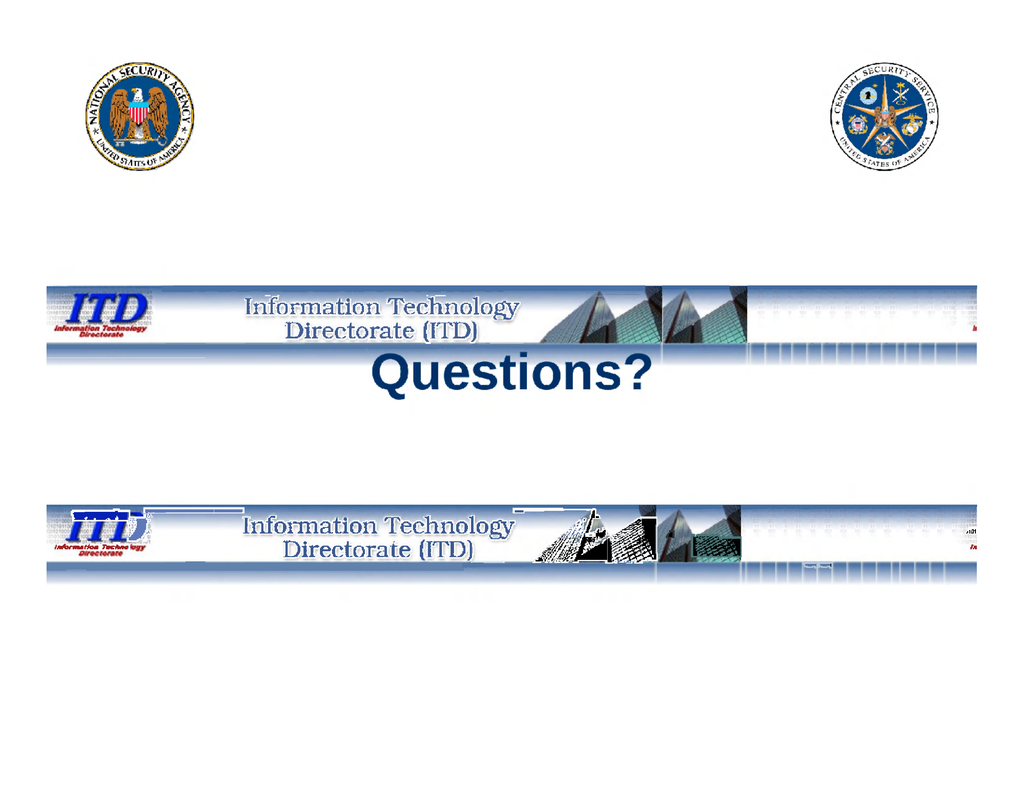 NATIONAL SECURITY AGENCY
UNITED STATES OF AMERICA
CENTRAL SECURITY SERVICE
UNITED STATES OF AMERICA
ITD
Information Technology
Directorate
Information Technology
Directorate (ITD)
Questions?
ITD
Information Technology
Directorate
Information Technology
Directorate (ITD)